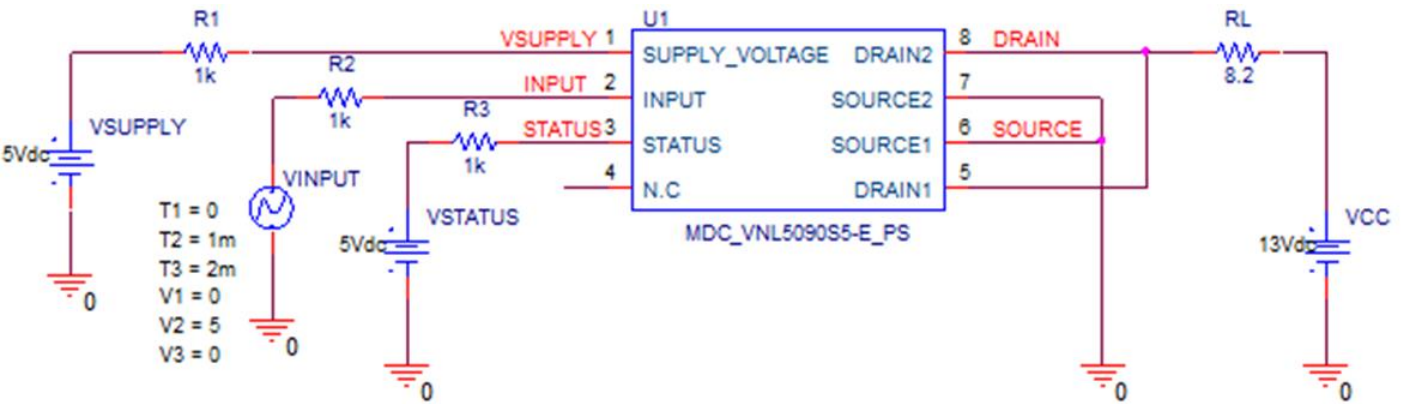 R1
1k
VSUPPLY
5Vdc
0
R2
1k
VINPUT
T1 = 0
T2 = 1m
T3 = 2m
V1 = 0
V2 = 5
V3 = 0
0
R3
1k
VSTATUS
5Vdc
0
VSUPPLY 1
INPUT 2
STATUS 3
4
U1
SUPPLY_VOLTAGE DRAIN2
INPUT SOURCE2
STATUS SOURCE1
N.C DRAIN1
MDC_VNL5090S5-E_PS
8 DRAIN
7
6 SOURCE
5
0
RL
8.2
VCC
13Vdc
0